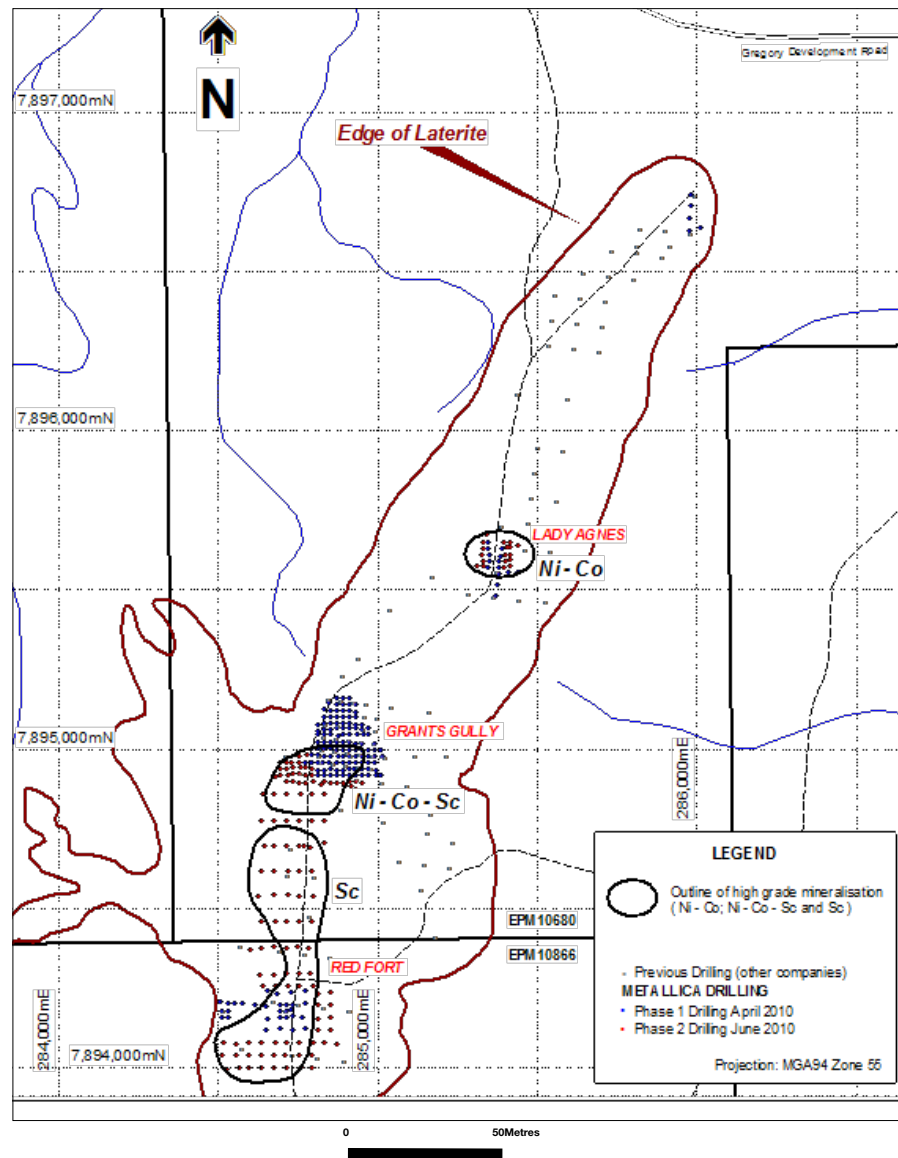 Gregory Development Road
N
7,897,000mN
Edge of Laterite
7,896,000mN
LADY AGNES
Ni - Co
GRANTS GULLY
7,895,000mN
286,000mE
Ni - Co - Sc
LEGEND
Outline of high grade mineralisation
( Ni - Co; Ni - Co - Sc and Sc )
Sc
EPM 10680
EPM 10866
RED FORT
Previous Drilling (other companies)
METALLICA DRILLING
Phase 1 Drilling April 2010
Phase 2 Drilling June 2010
Projection: MGA94 Zone 55
284,000mE
7,894,000mN
285,000mE
0 50Metres